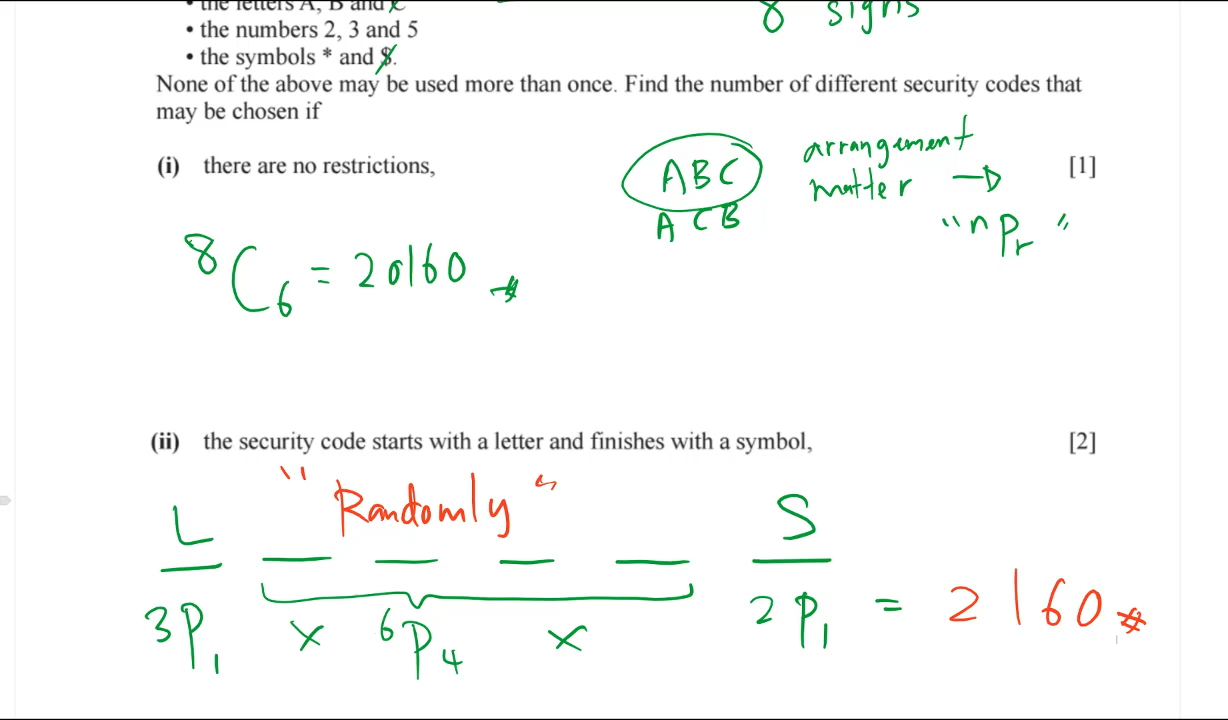 • the letters A, B and C
8 signs
• the numbers 2, 3 and 5
• the symbols * and $.
None of the above may be used more than once. Find the number of different security codes that
may be chosen if
(i) there are no restrictions, [1]
ABC
ACB
arrangement
matter →
"nPr"
8C6 = 20160
(ii) the security code starts with a letter and finishes with a symbol, [2]
"Randomly"
L S
3P1 × 6P4 × 2P1 = 2160